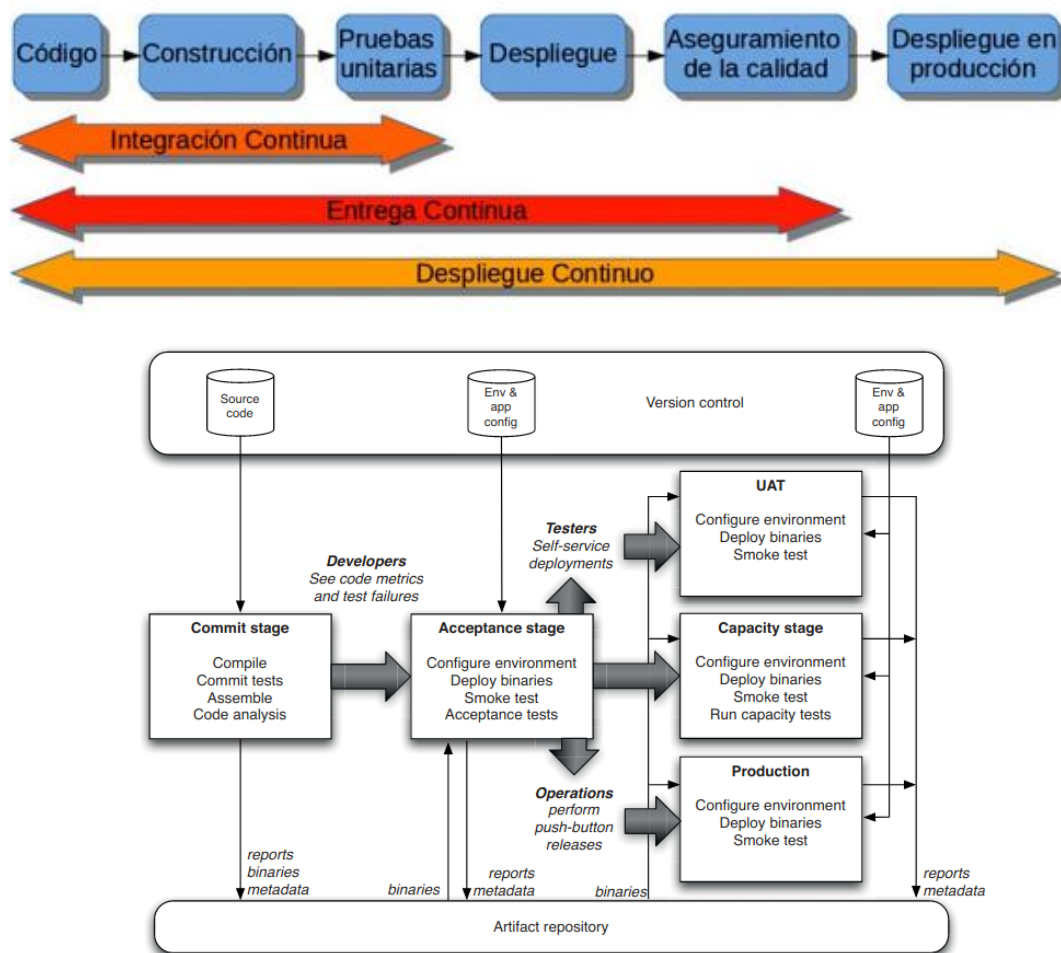 Código
Construcción
Pruebas
unitarias
Despliegue
Aseguramiento
de la calidad
Despliegue en
producción
Integración Continua
Entrega Continua
Despliegue Continuo
Source
code
Env &
app
config
Version control
Env &
app
config
UAT
Configure environment
Deploy binaries
Smoke test
Testers
Self-service
deployments
Developers
See code metrics
and test failures
Commit stage
Compile
Commit tests
Assemble
Code analysis
Acceptance stage
Configure environment
Deploy binaries
Smoke test
Acceptance tests
Capacity stage
Configure environment
Deploy binaries
Smoke test
Run capacity tests
Operations
perform
push-button
releases
Production
Configure environment
Deploy binaries
Smoke test
reports
binaries
metadata
binaries
reports
metadata
binaries
reports
metadata
Artifact repository